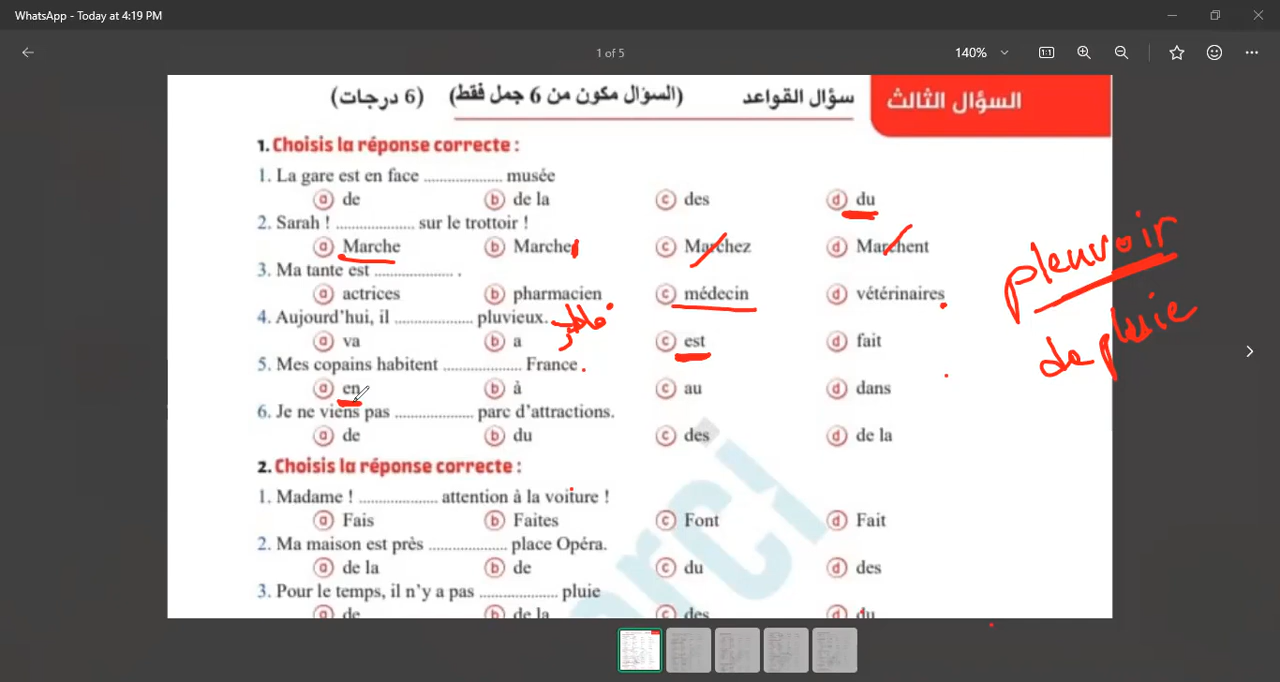 WhatsApp - Today at 4:19 PM
1 of 5
140%
السؤال الثالث
سؤال القواعد (السؤال مكون من 6 جمل فقط) (6 درجات)
1. Choisis la réponse correcte :
1. La gare est en face .................. musée
a de b de la c des d du
2. Sarah ! ................. sur le trottoir !
a Marche b Marches c Marchez d Marchent
3. Ma tante est .................. .
a actrices b pharmacien c médecin d vétérinaires
4. Aujourd'hui, il .................. pluvieux.
a va b a c est d fait
5. Mes copains habitent .................. France.
a en b à c au d dans
6. Je ne viens pas .................. parc d'attractions.
a de b du c des d de la
2. Choisis la réponse correcte :
1. Madame ! .................. attention à la voiture !
a Fais b Faites c Font d Fait
2. Ma maison est près .................. place Opéra.
a de la b de c du d des
3. Pour le temps, il n'y a pas .................. pluie
a de b de la c des d du
pleuvoir
de pluie